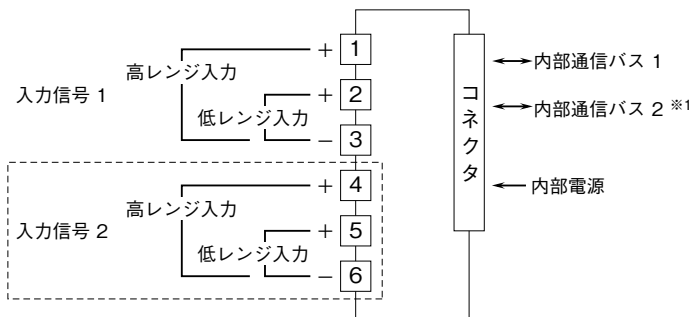 入力信号 1
高レンジ入力
低レンジ入力
+ 1
+ 2
− 3
入力信号 2
高レンジ入力
低レンジ入力
+ 4
+ 5
− 6
コネクタ
内部通信バス 1
内部通信バス 2 ※1
内部電源